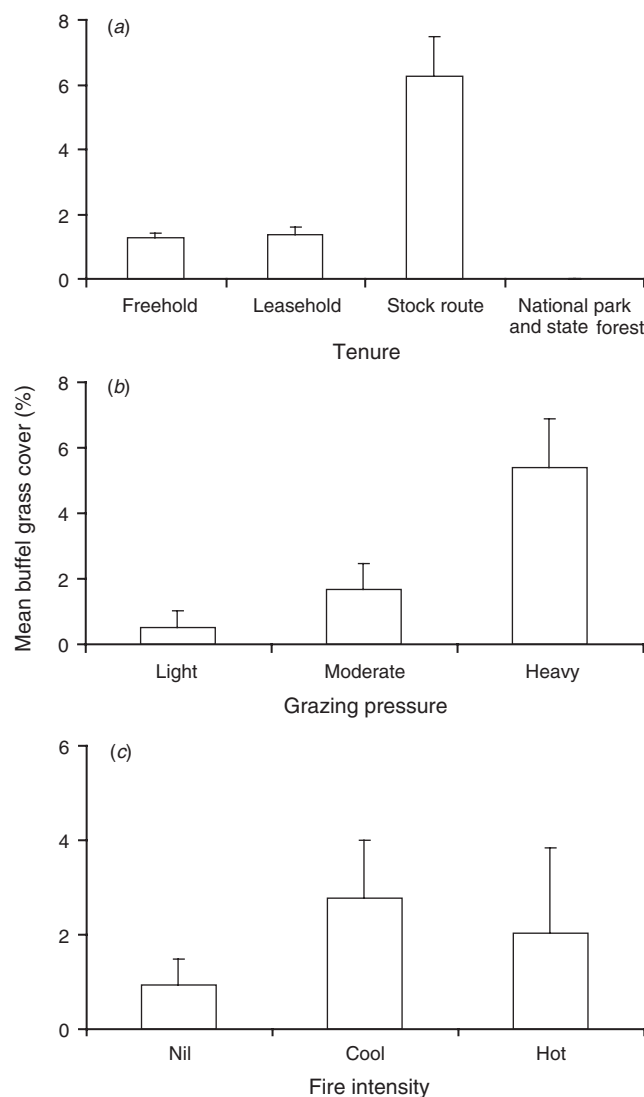 Mean buffel grass cover (%)
(a)
8
6
4
2
0
Freehold Leasehold Stock route National park
and state forest
Tenure
(b)
8
6
4
2
0
Light Moderate Heavy
Grazing pressure
(c)
6
4
2
0
Nil Cool Hot
Fire intensity